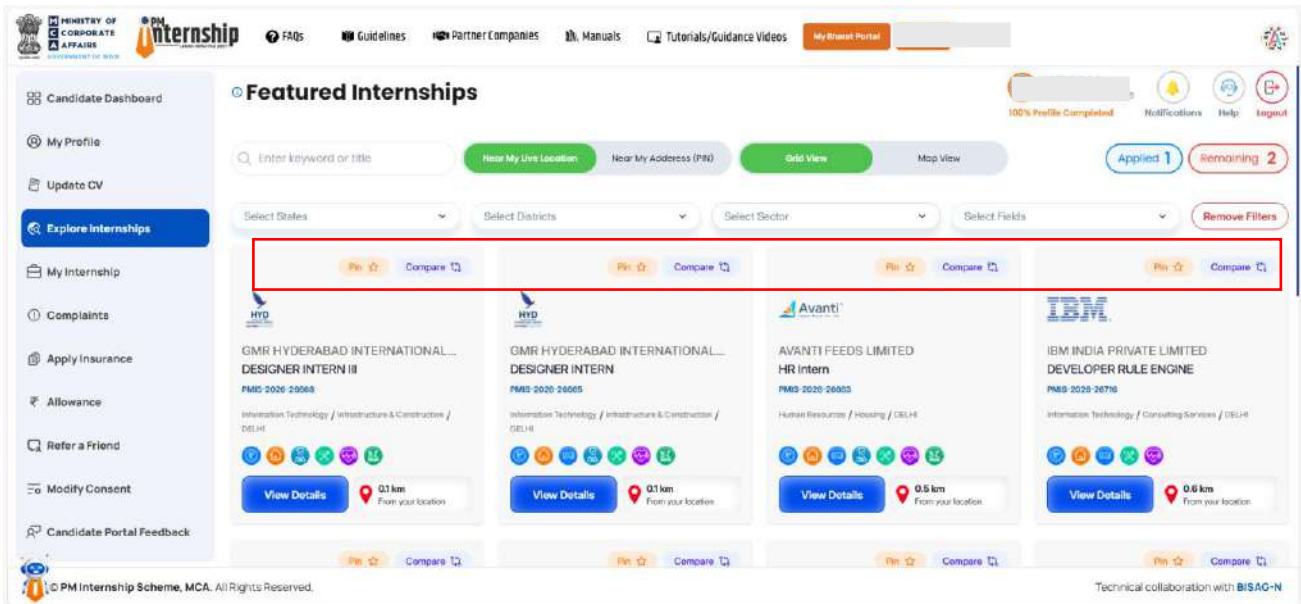 MINISTRY OF
CORPORATE
AFFAIRS
GOVERNMENT OF INDIA
PM
internship
FAQs
Guidelines
Partner Companies
Manuals
Tutorials/Guidance Videos
My Bharat Portal
Candidate Dashboard
My Profile
Update CV
Explore Internships
My Internship
Complaints
Apply Insurance
Allowance
Refer a Friend
Modify Consent
Candidate Portal Feedback
Featured Internships
100% Profile Completed
Notifications
Help
Logout
Enter keyword or title
Near My Live Location
Near My Adderess (PIN)
Grid View
Map View
Applied 1
Remaining 2
Select States
Select Districts
Select Sector
Select Fields
Remove Filters
Pin Compare
Pin Compare
Pin Compare
Pin Compare
HYD
GMR HYDERABAD INTERNATIONAL...
DESIGNER INTERN III
Information Technology / Infrastructure & Construction /
DELHI
View Details
0.1 km
From your location
HYD
GMR HYDERABAD INTERNATIONAL...
DESIGNER INTERN
Information Technology / Infrastructure & Construction /
DELHI
View Details
0.1 km
From your location
Avanti
AVANTI FEEDS LIMITED
HR Intern
Human Resources / Housing / DELHI
View Details
0.5 km
From your location
IBM
IBM INDIA PRIVATE LIMITED
DEVELOPER RULE ENGINE
PMIS-2026-26716
Information Technology / Consulting Services / DELHI
View Details
0.6 km
From your location
Pin Compare
Pin Compare
Pin Compare
Pin Compare
© PM Internship Scheme, MCA. All Rights Reserved.
Technical collaboration with BISAG-N